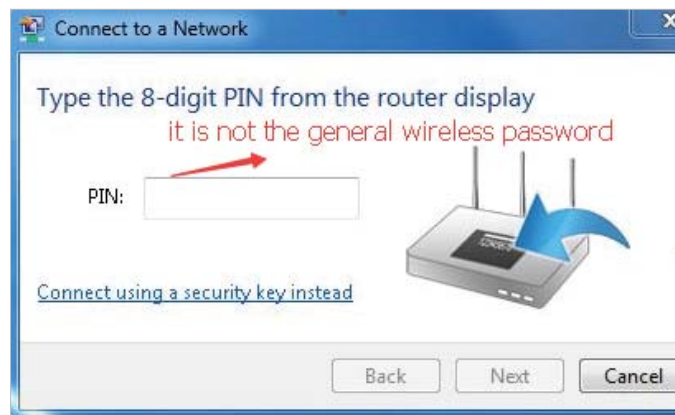 Connect to a Network
Type the 8-digit PIN from the router display
it is not the general wireless password
PIN:
Connect using a security key instead
Back
Next
Cancel